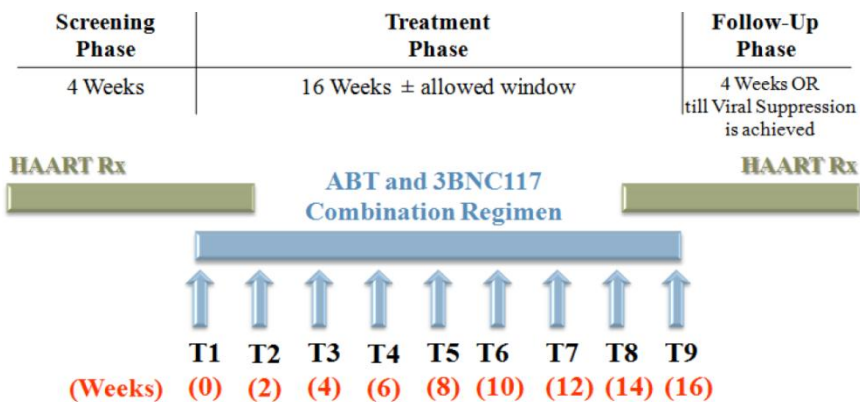 Screening Phase
Treatment Phase
Follow-Up Phase
4 Weeks
16 Weeks ± allowed window
4 Weeks OR
till Viral Suppression
is achieved
HAART Rx
HAART Rx
ABT and 3BNC117
Combination Regimen
T1 T2 T3 T4 T5 T6 T7 T8 T9
(Weeks) (0) (2) (4) (6) (8) (10) (12) (14) (16)